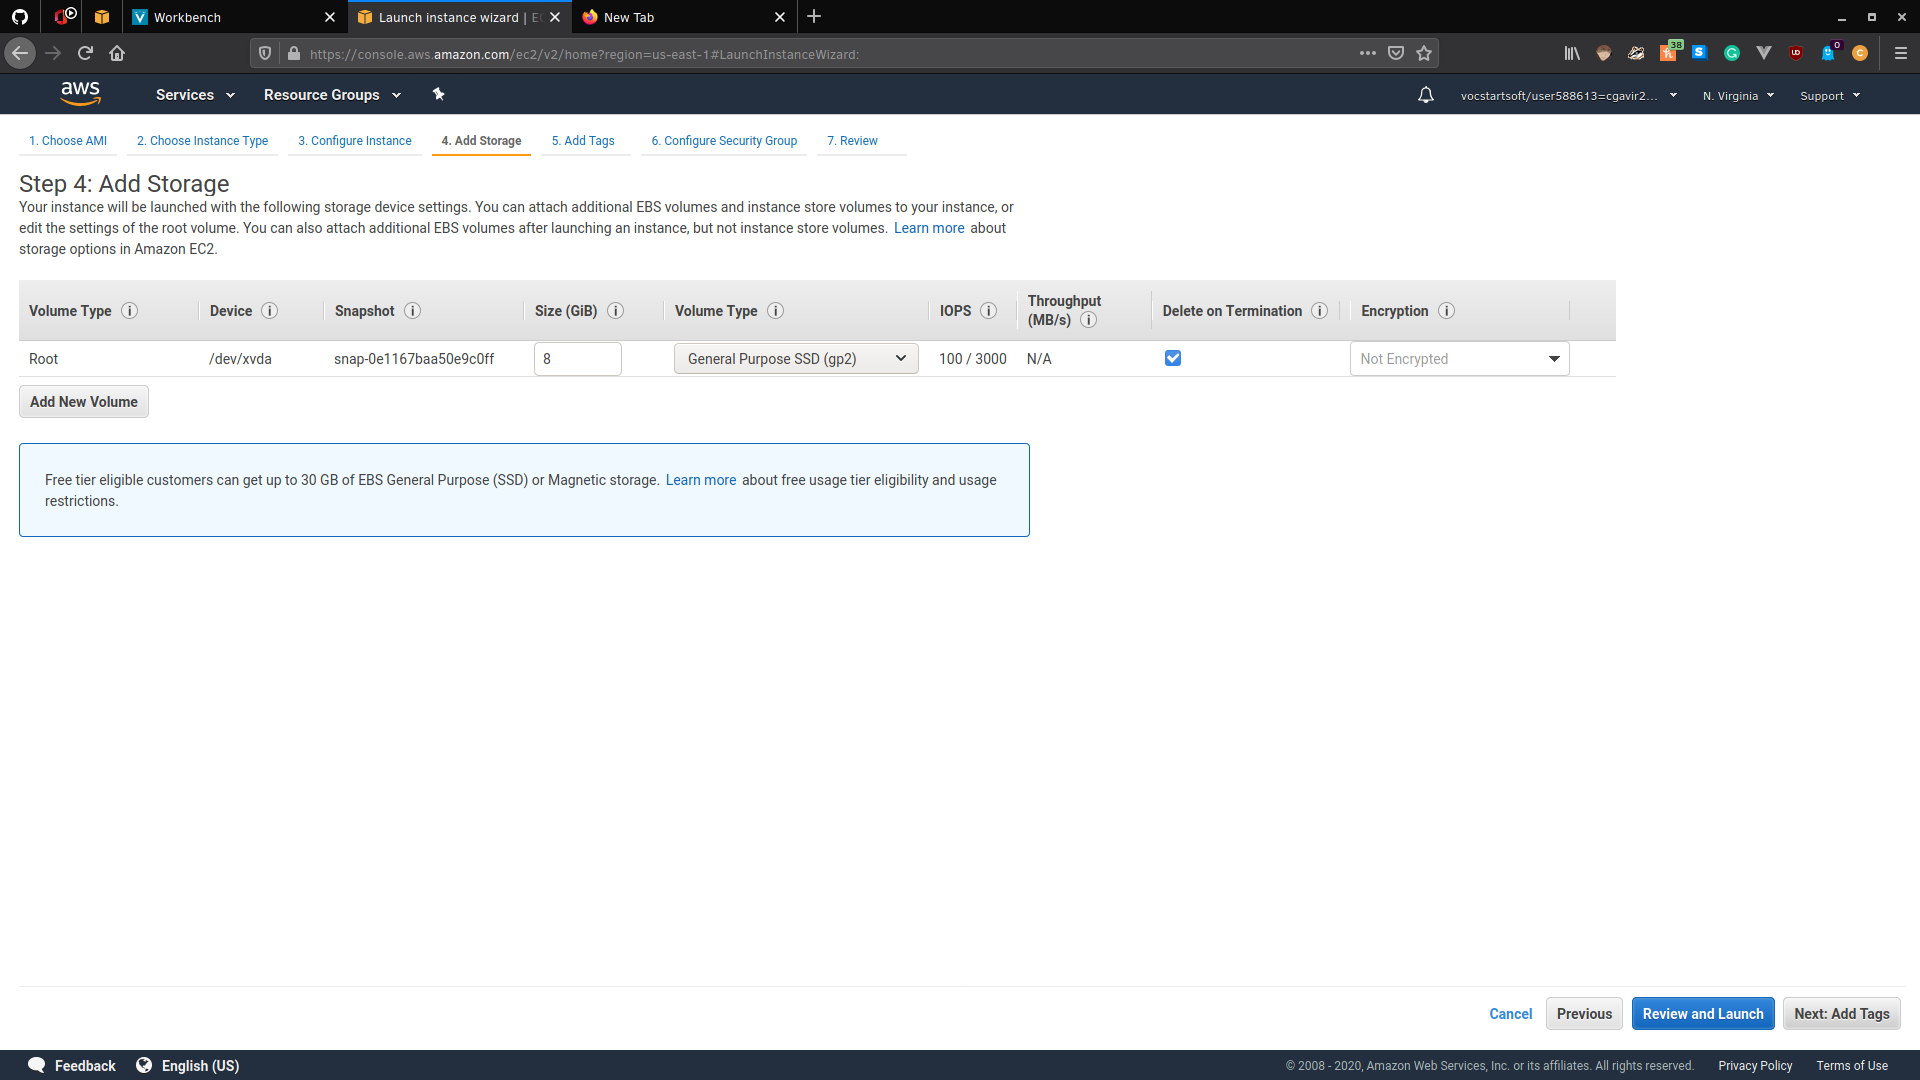 Workbench
Launch instance wizard | EC
New Tab
https://console.aws.amazon.com/ec2/v2/home?region=us-east-1#LaunchInstanceWizard:
38
0
aws
Services
Resource Groups
vocstartsoft/user588613=cgavir2...
N. Virginia
Support
1. Choose AMI
2. Choose Instance Type
3. Configure Instance
4. Add Storage
5. Add Tags
6. Configure Security Group
7. Review
Step 4: Add Storage
Your instance will be launched with the following storage device settings. You can attach additional EBS volumes and instance store volumes to your instance, or
edit the settings of the root volume. You can also attach additional EBS volumes after launching an instance, but not instance store volumes. Learn more about
storage options in Amazon EC2.
Volume Type
Device
Snapshot
Size (GiB)
Volume Type
IOPS
Throughput
(MB/s)
Delete on Termination
Encryption
Root
/dev/xvda
snap-0e1167baa50e9c0ff
8
General Purpose SSD (gp2)
100 / 3000
N/A
Not Encrypted
Add New Volume
Free tier eligible customers can get up to 30 GB of EBS General Purpose (SSD) or Magnetic storage. Learn more about free usage tier eligibility and usage
restrictions.
Cancel
Previous
Review and Launch
Next: Add Tags
Feedback
English (US)
© 2008 - 2020, Amazon Web Services, Inc. or its affiliates. All rights reserved.
Privacy Policy
Terms of Use